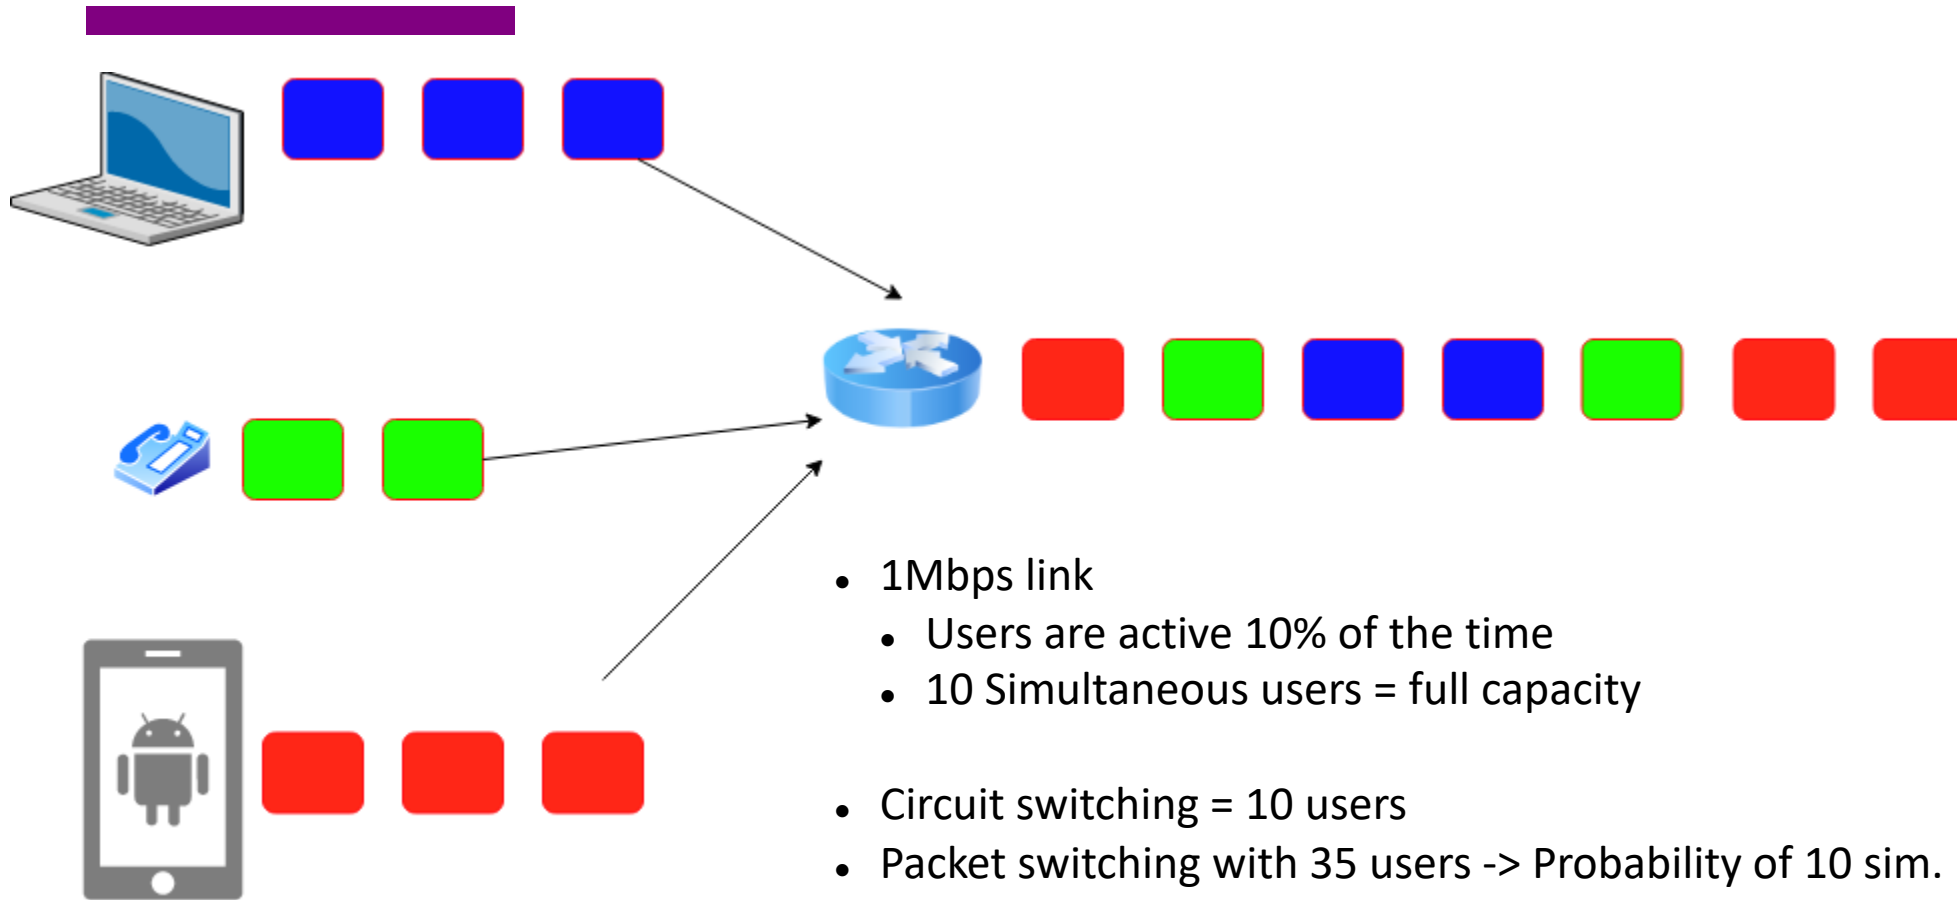 1Mbps link
Users are active 10% of the time
10 Simultaneous users = full capacity
Circuit switching = 10 users
Packet switching with 35 users -> Probability of 10 sim.